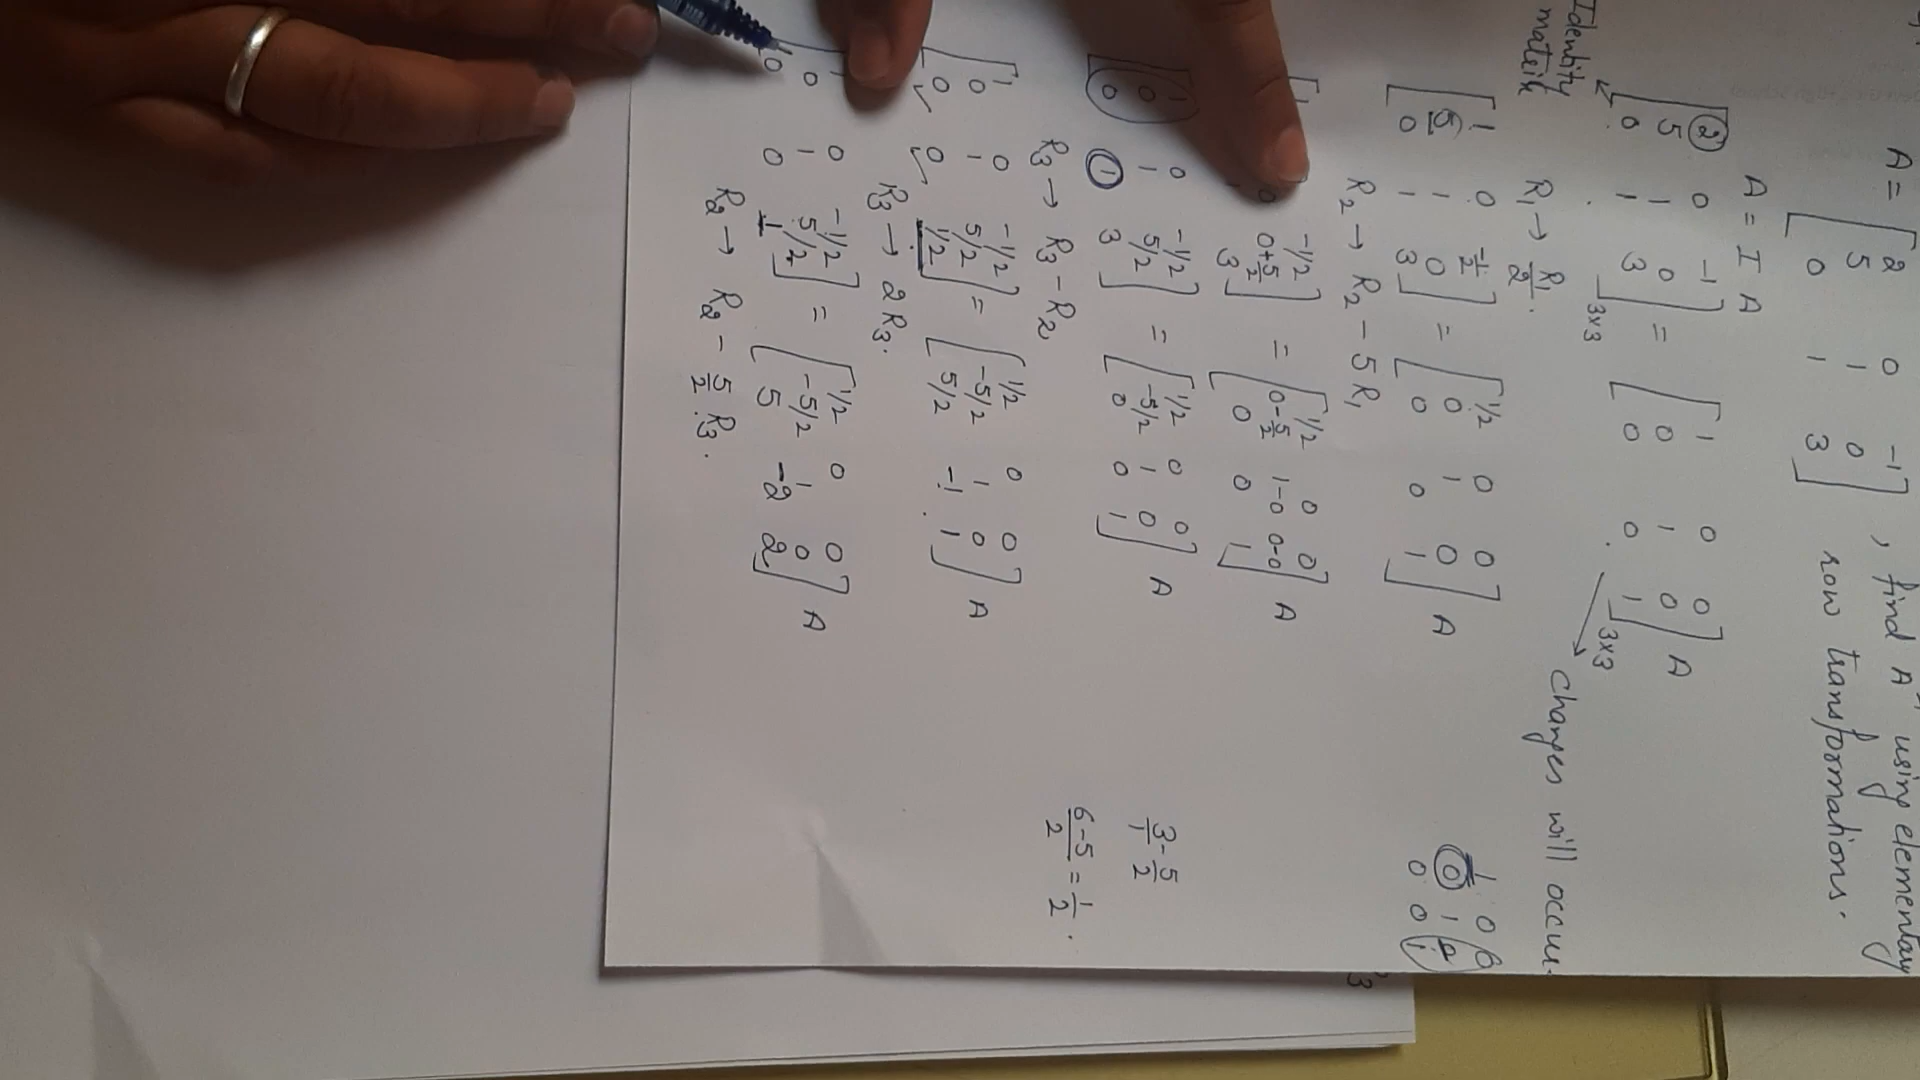 A = [ 2 0 -1
5 1 0 , find A using elementary
0 1 3 ] row transformations.
A = I A
[ 2 0 -1
5 1 0
0 1 3 ] 3x3 = [ 1 0 0
0 1 0
0 0 1 ] 3x3 A
Identity
matrix
Changes will occur
R1 → R1/2.
[ 1 0 -1/2
5 1 0
0 1 3 ] = [ 1/2 0 0
0 1 0
0 0 1 ] A
1 0 0
0 1 0
0 0 1
R2 → R2 - 5R1
-1/2
0+5/2
3 ] = [ 1/2 0 0
0-5/2 1-0 0-0
0 0 1 ] A
[ 1 0 -1/2
0 1 5/2
0 1 3 ] = [ 1/2 0 0
-5/2 1 0
0 0 1 ] A
3/1 - 5/2
6-5/2 = 1/2.
R3 → R3 - R2
[ 1 0 -1/2
0 1 5/2
0 0 1/2 ] = [ 1/2 0 0
-5/2 1 0
5/2 -1 1 ] A
R3 → 2R3.
[ 1 0 -1/2
0 1 5/2
0 0 1 ] = [ 1/2 0 0
-5/2 1 0
5 -2 2 ] A
R2 → R2 - 5/2 R3.